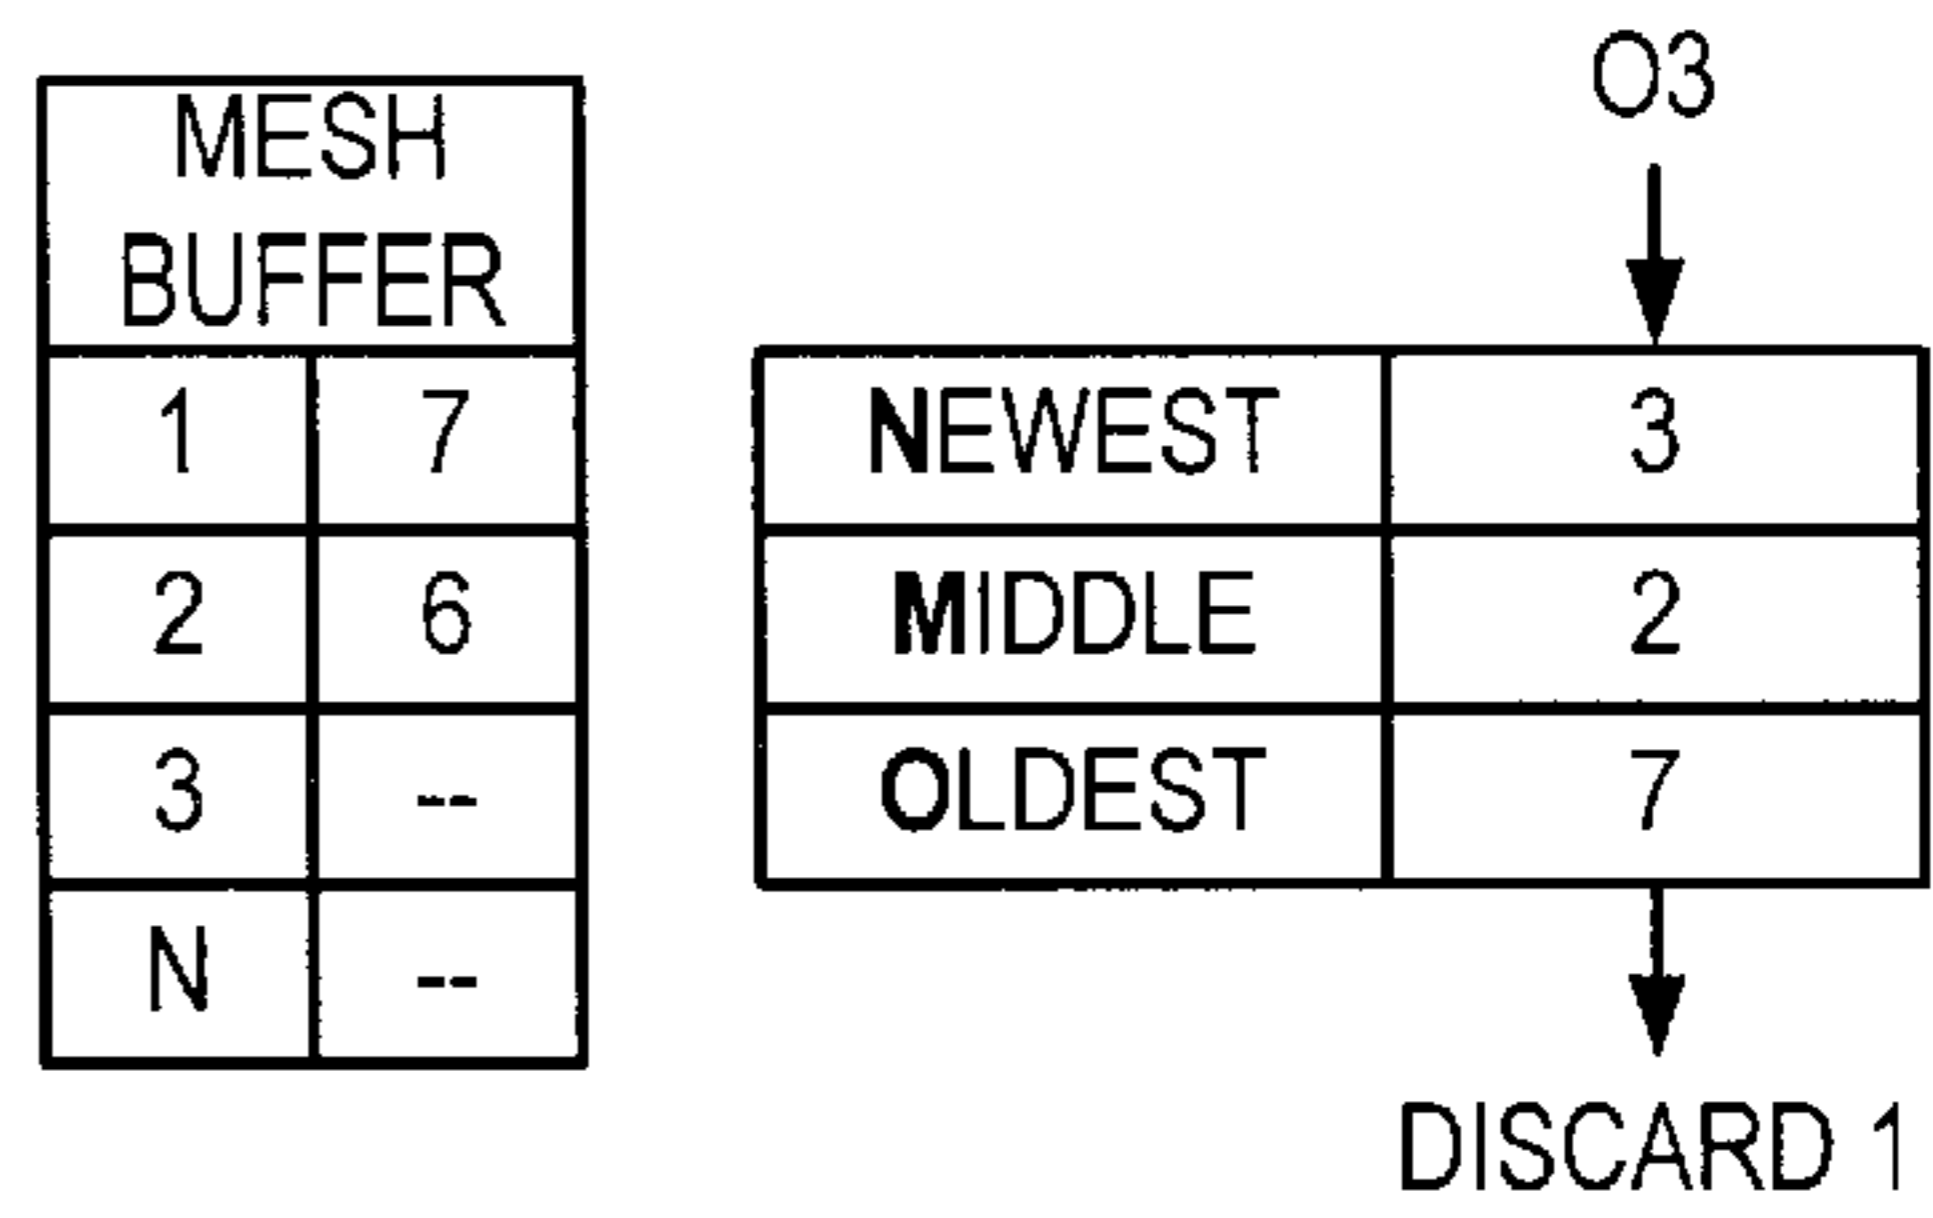 MESH
BUFFER
1 7
2 6
3 --
N --
O3
NEWEST 3
MIDDLE 2
OLDEST 7
DISCARD 1